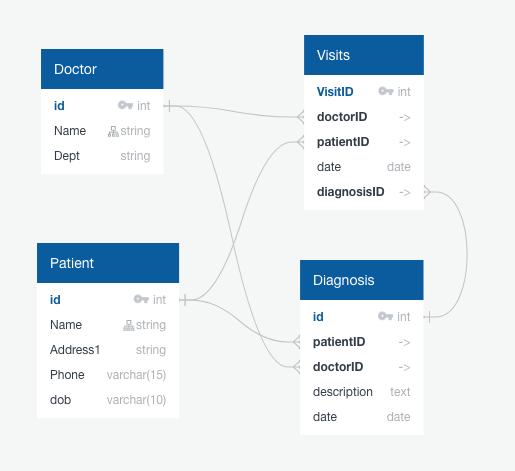 Doctor
id int
Name string
Dept string
Visits
VisitID int
doctorID ->
patientID ->
date date
diagnosisID ->
Patient
id int
Name string
Address1 string
Phone varchar(15)
dob varchar(10)
Diagnosis
id int
patientID ->
doctorID ->
description text
date date